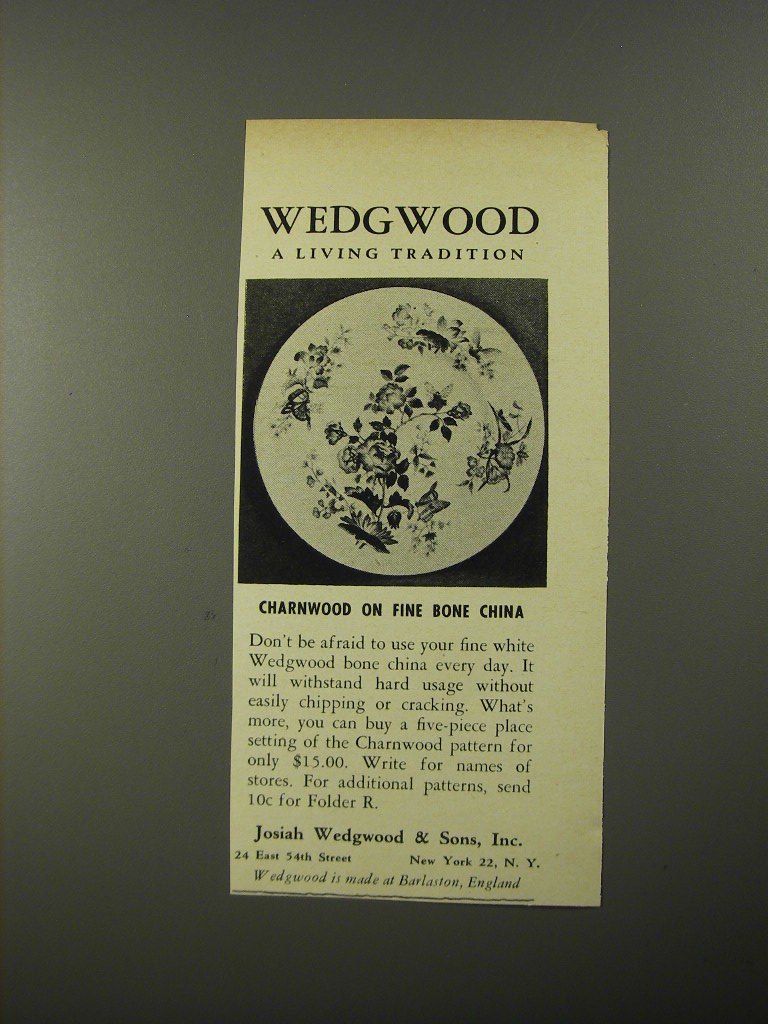 WEDGWOOD
A LIVING TRADITION
CHARNWOOD ON FINE BONE CHINA
Don't be afraid to use your fine white
Wedgwood bone china every day. It
will withstand hard usage without
easily chipping or cracking. What's
more, you can buy a five-piece place
setting of the Charnwood pattern for
only $15.00. Write for names of
stores. For additional patterns, send
10c for Folder R.
Josiah Wedgwood & Sons, Inc.
24 East 54th Street New York 22, N. Y.
Wedgwood is made at Barlaston, England